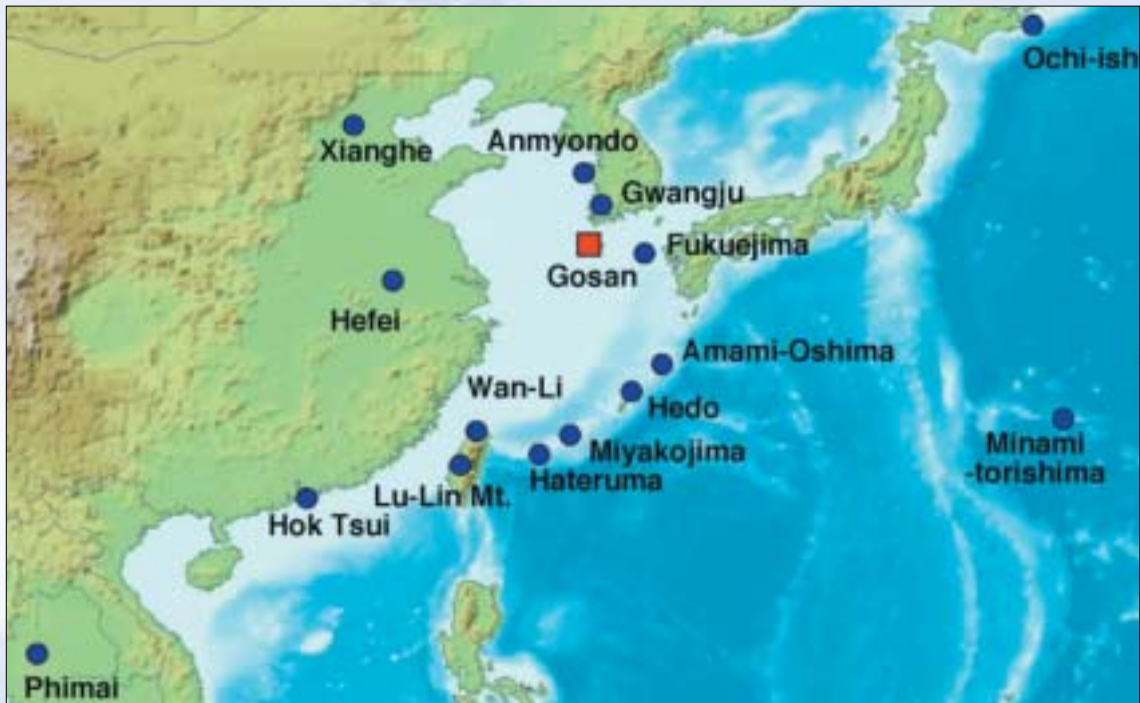 Ochi-ish
Anmyondo
Xianghe
Gwangju
Fukuejima
Gosan
Hefei
Amami-Oshima
Wan-Li
Hedo
Minami
-torishima
Miyakojima
Hateruma
Lu-Lin Mt.
Hok Tsui
Phimai